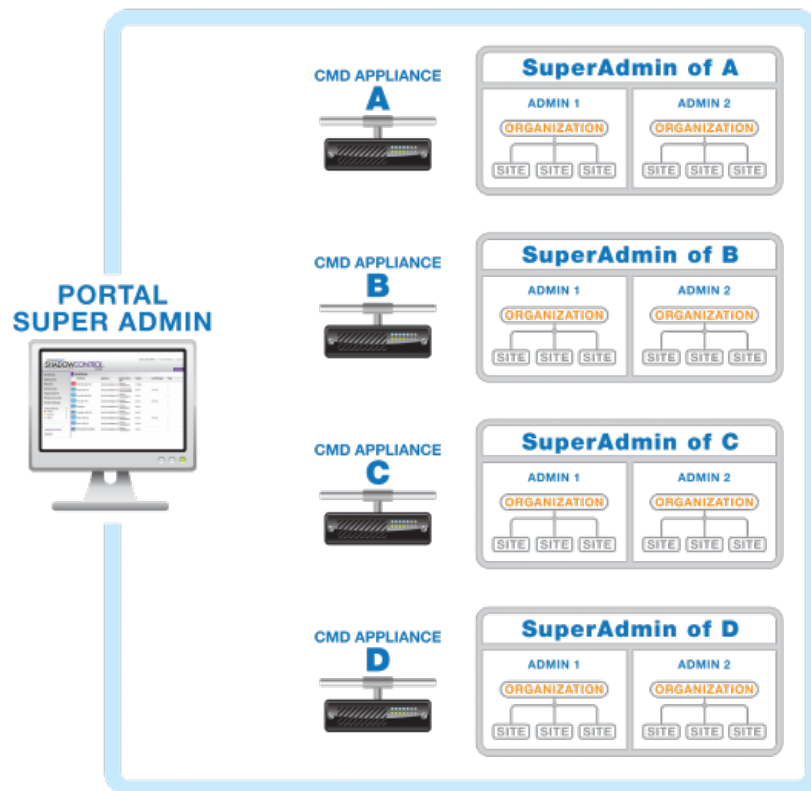 CMD APPLIANCE
A
SuperAdmin of A
ADMIN 1
ADMIN 2
ORGANIZATION
ORGANIZATION
SITE SITE SITE
SITE SITE SITE
CMD APPLIANCE
B
SuperAdmin of B
ADMIN 1
ADMIN 2
ORGANIZATION
ORGANIZATION
SITE SITE SITE
SITE SITE SITE
PORTAL
SUPER ADMIN
SHADOWCONTROL
CMD APPLIANCE
C
SuperAdmin of C
ADMIN 1
ADMIN 2
ORGANIZATION
ORGANIZATION
SITE SITE SITE
SITE SITE SITE
CMD APPLIANCE
D
SuperAdmin of D
ADMIN 1
ADMIN 2
ORGANIZATION
ORGANIZATION
SITE SITE SITE
SITE SITE SITE